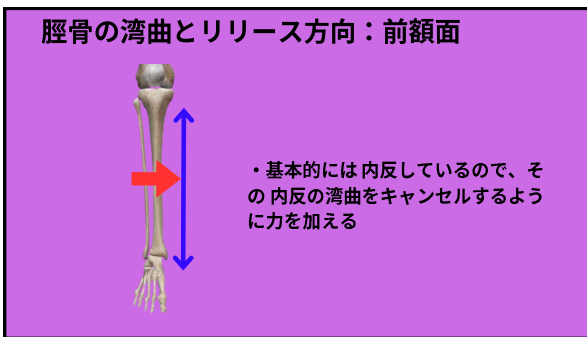 脛骨の湾曲とリリース方向：前額面
・基本的には 内反しているので、そ
の 内反の湾曲をキャンセルするよう
に力を加える